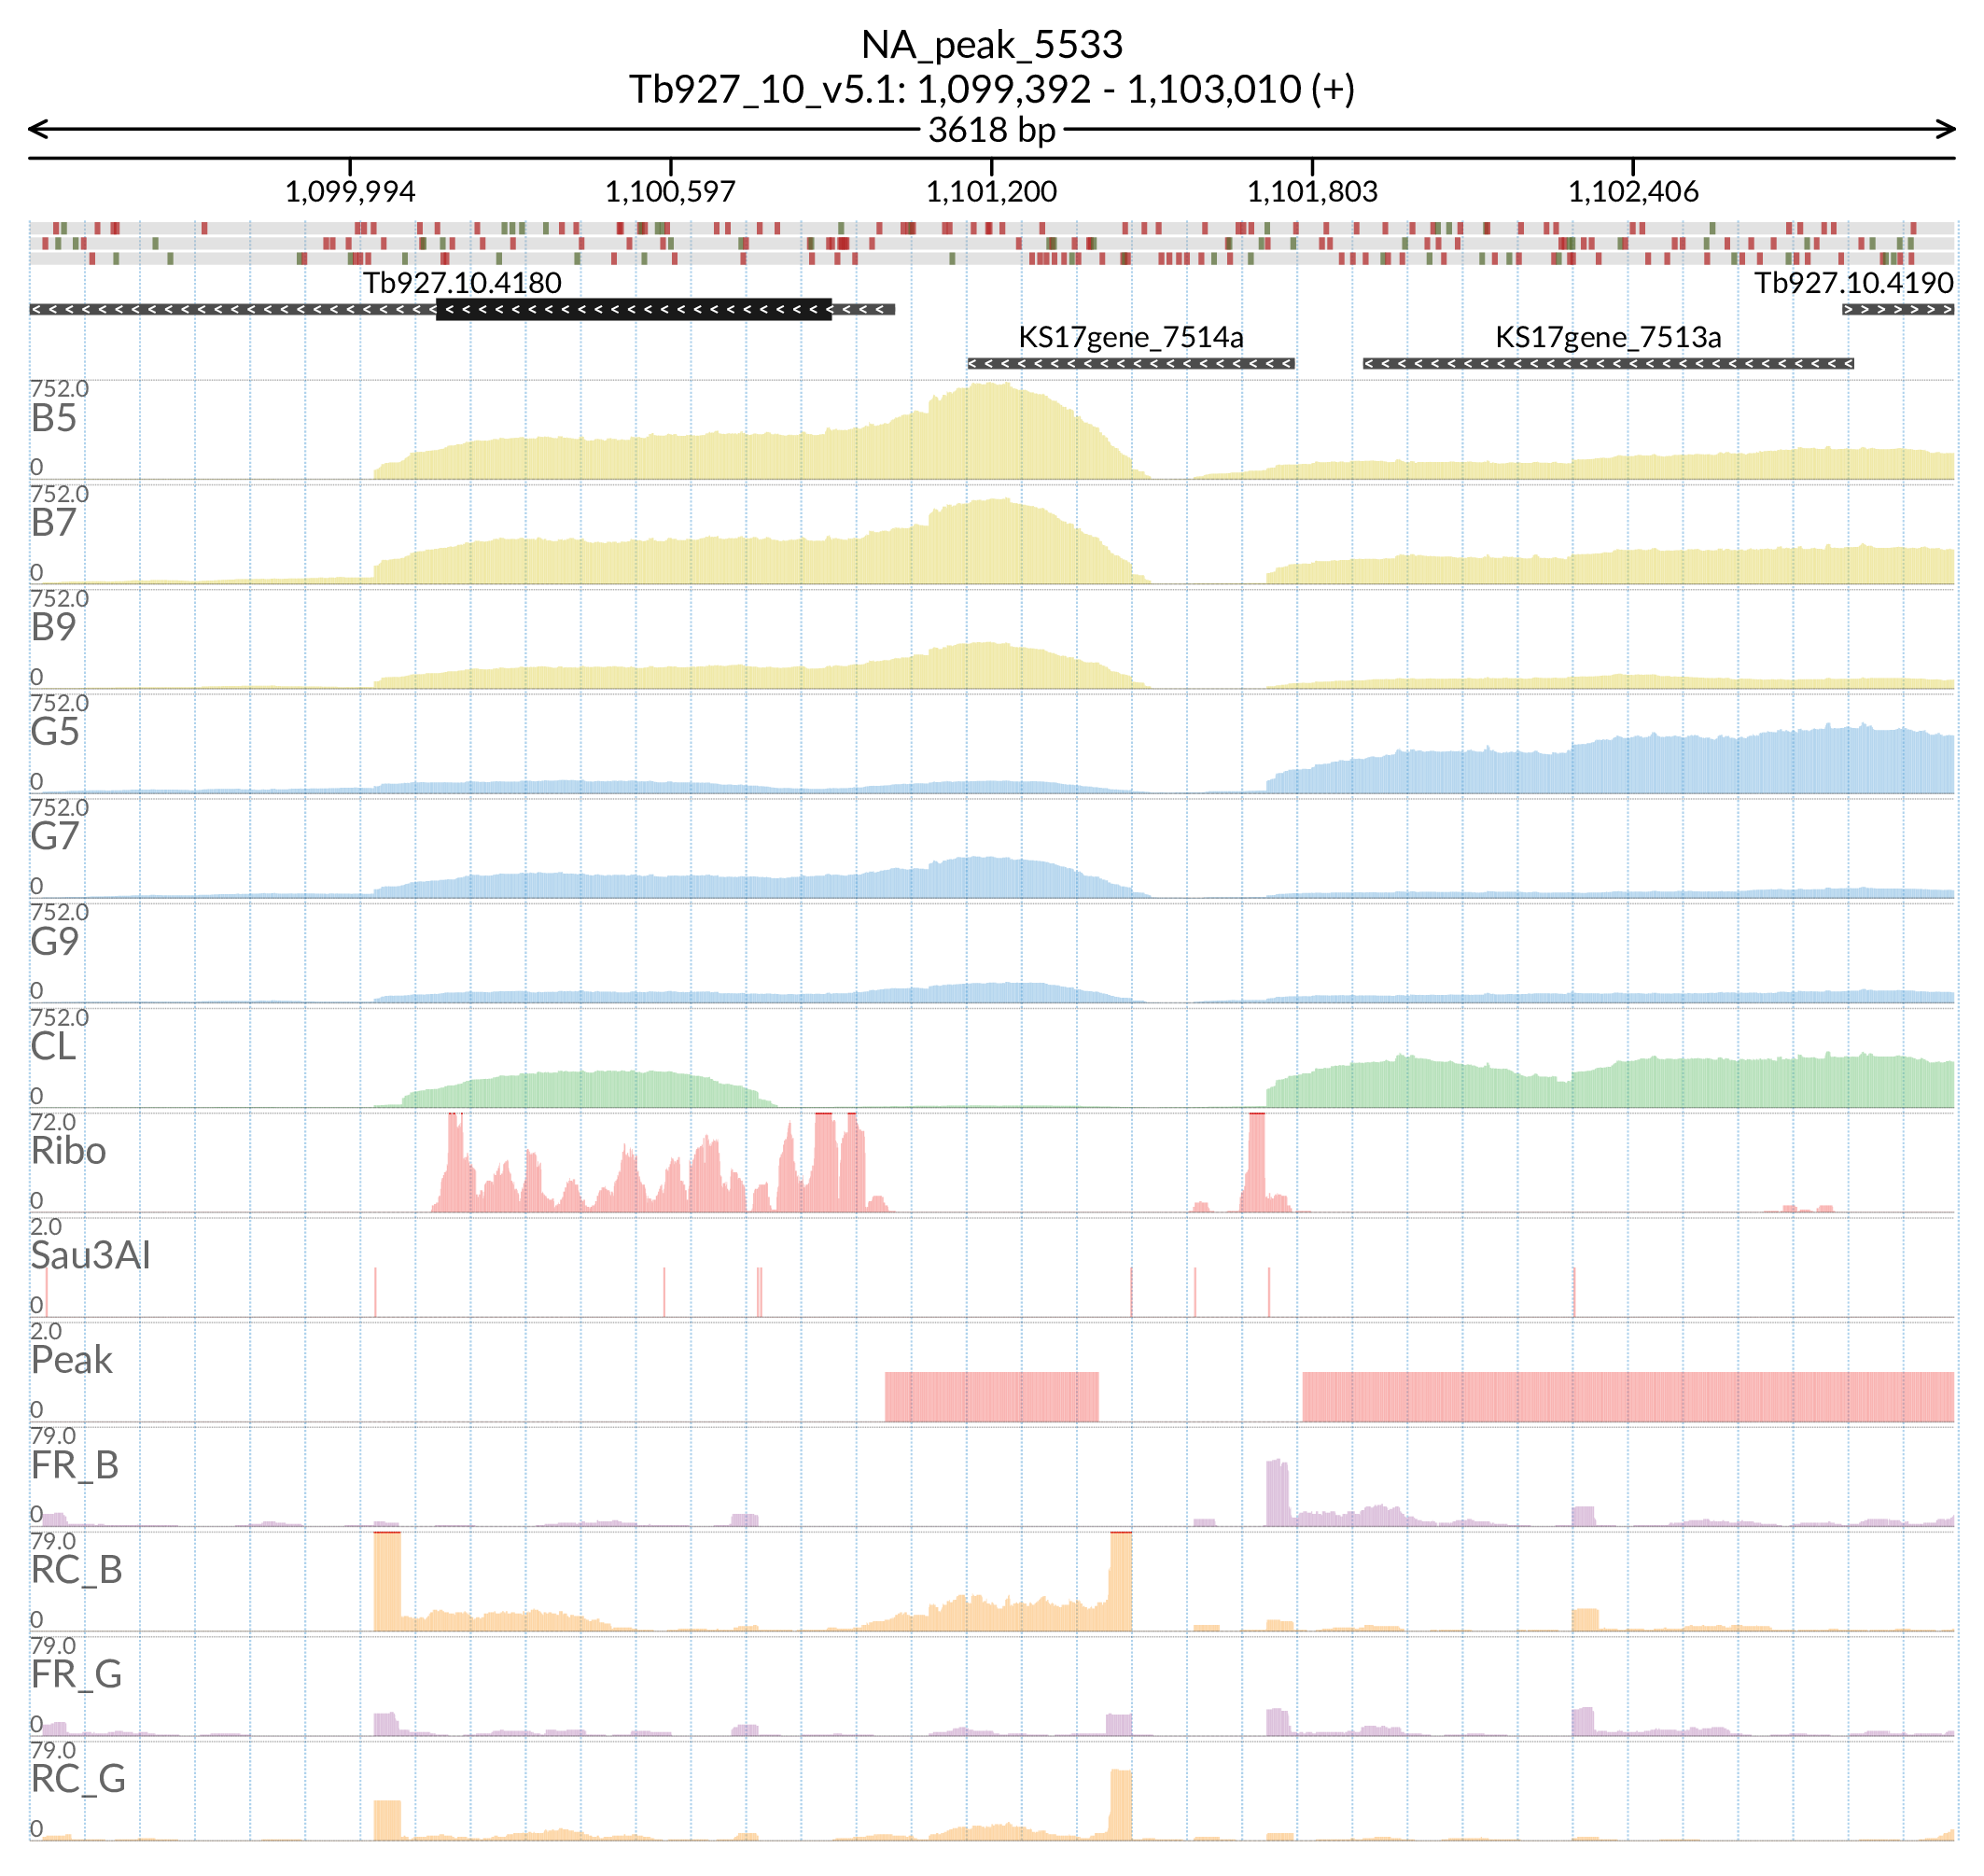 NA_peak_5533
Tb927_10_v5.1: 1,099,392 - 1,103,010 (+)
3618 bp
1,099,994 1,100,597 1,101,200 1,101,803 1,102,406
Tb927.10.4180 Tb927.10.4190
KS17gene_7514a KS17gene_7513a
752.0
B5
0
752.0
B7
0
752.0
B9
0
752.0
G5
0
752.0
G7
0
752.0
G9
0
752.0
CL
0
72.0
Ribo
0
2.0
Sau3AI
0
2.0
Peak
0
79.0
FR_B
0
79.0
RC_B
0
79.0
FR_G
0
79.0
RC_G
0